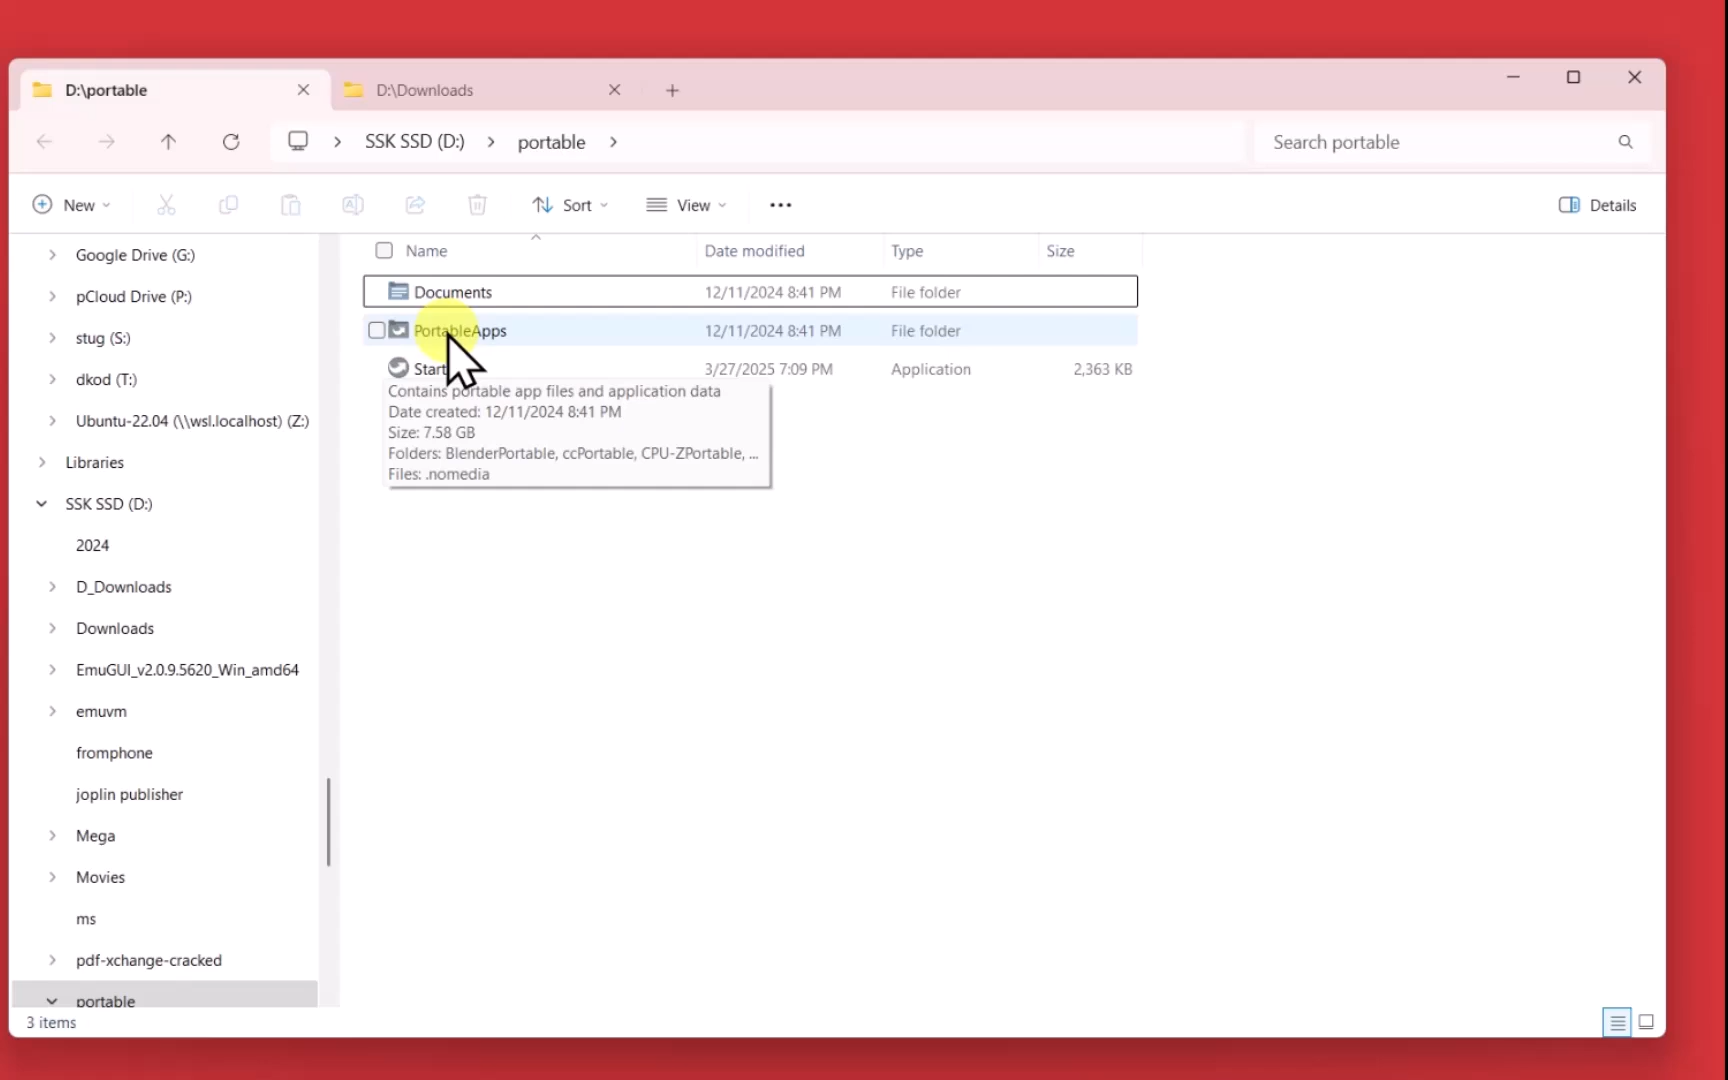 D:\portable
D:\Downloads
SSK SSD (D:)
portable
Search portable
New
Sort
View
Details
Name
Date modified
Type
Size
Documents
12/11/2024 8:41 PM
File folder
PortableApps
12/11/2024 8:41 PM
File folder
Start
3/27/2025 7:09 PM
Application
2,363 KB
Contains portable app files and application data
Date created: 12/11/2024 8:41 PM
Size: 7.58 GB
Folders: BlenderPortable, ccPortable, CPU-ZPortable, ...
Files: .nomedia
Google Drive (G:)
pCloud Drive (P:)
stug (S:)
dkod (T:)
Ubuntu-22.04 (\\wsl.localhost) (Z:)
Libraries
SSK SSD (D:)
2024
D_Downloads
Downloads
EmuGUI_v2.0.9.5620_Win_amd64
emuvm
fromphone
joplin publisher
Mega
Movies
ms
pdf-xchange-cracked
portable
3 items